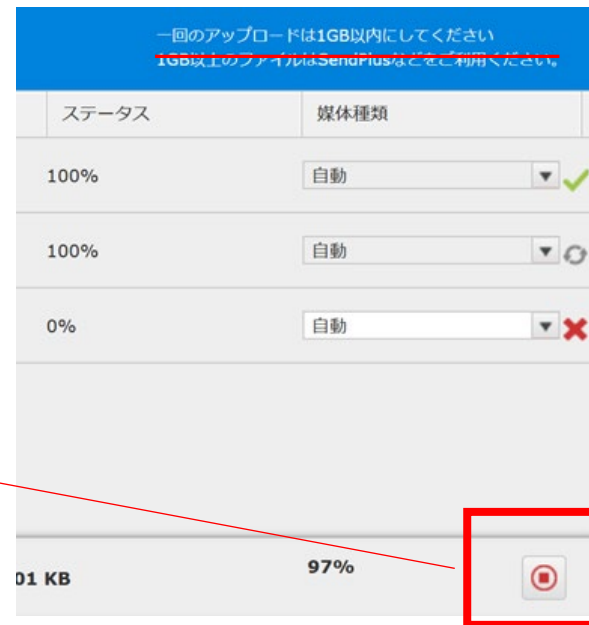 一回のアップロードは1GB以内にしてください
1GB以上のファイルはSendPlusなどをご利用ください。
ステータス 媒体種類
100% 自動
100% 自動
0% 自動
01 KB 97%